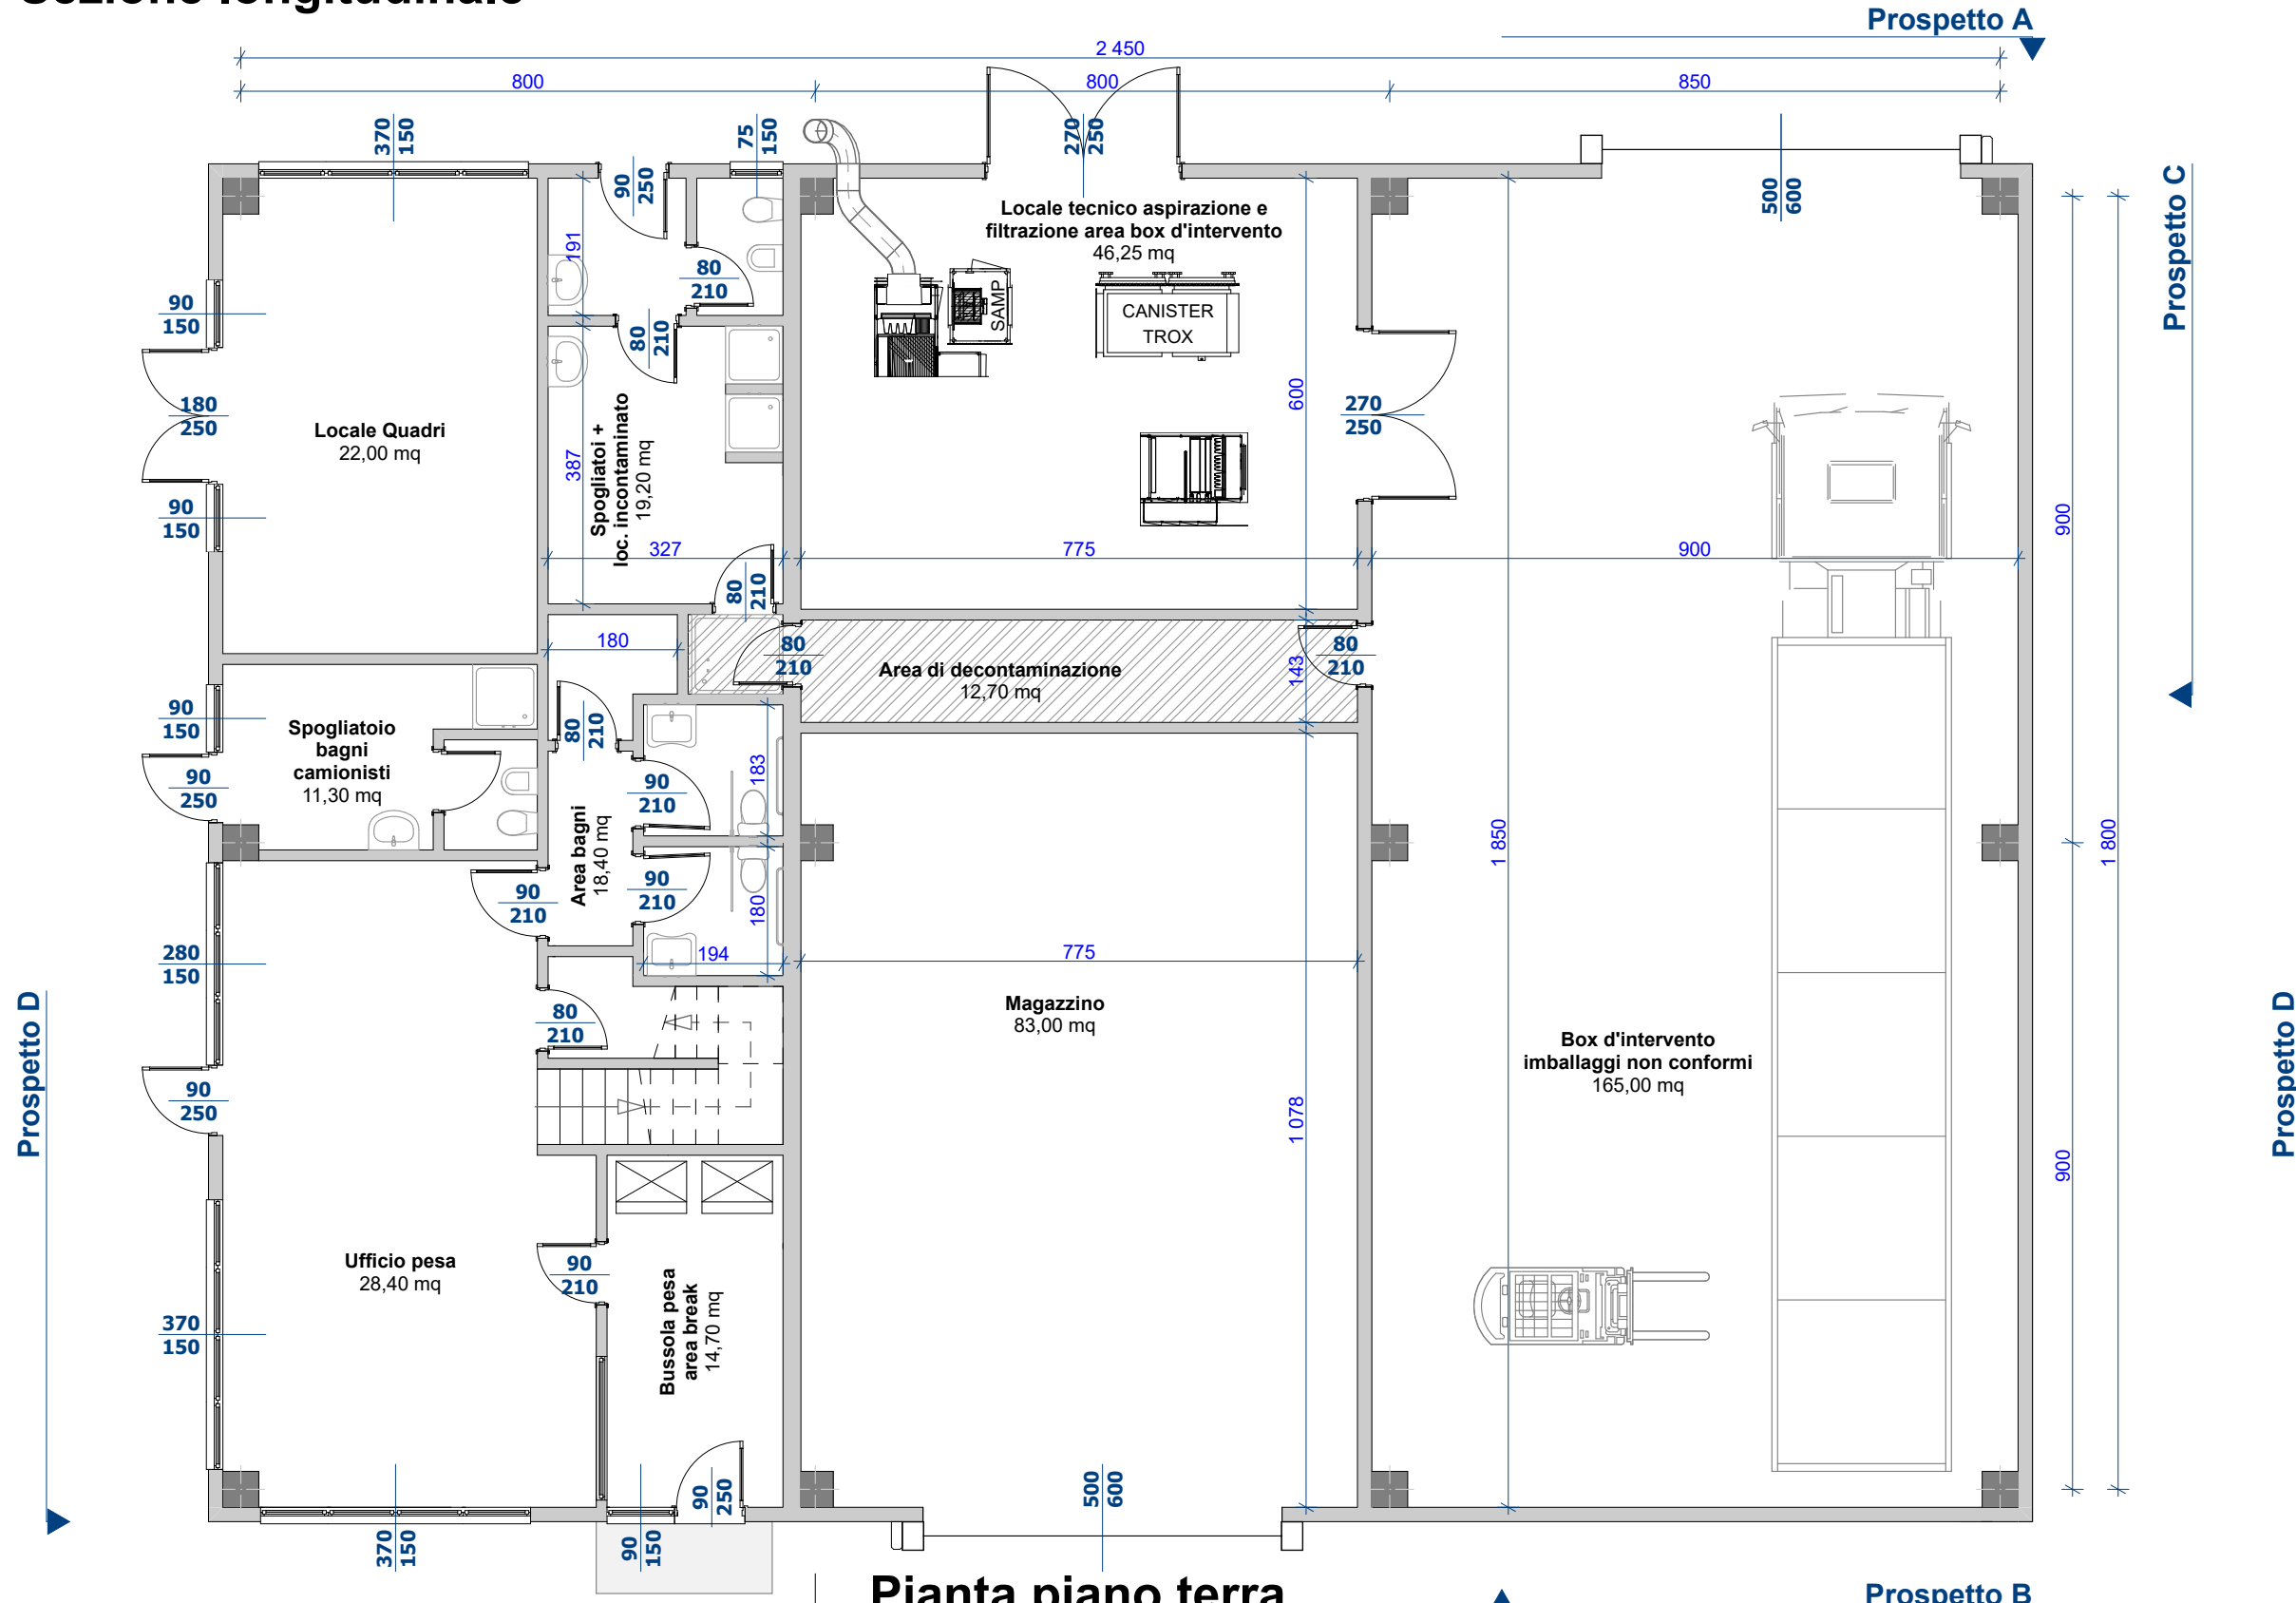 Sezione longitudinale
Prospetto A
2 450
800
800
850
370
150
75
150
270
250
90
250
500
600
Prospetto C
Locale tecnico aspirazione e
filtrazione area box d'intervento
46,25 mq
191
80
210
SAMP
CANISTER
TROX
90
150
80
210
600
180
250
270
250
Locale Quadri
22,00 mq
387
Spogliatoi +
loc. incontaminato
19,20 mq
90
150
900
327
775
900
80
210
180
80
210
Area di decontaminazione
12,70 mq
143
80
210
90
150
Spogliatoio
bagni
camionisti
11,30 mq
80
210
90
250
90
210
183
Area bagni
18,40 mq
1 850
1 800
90
210
90
210
180
280
150
194
775
Prospetto D
80
210
Magazzino
83,00 mq
Box d'intervento
imballaggi non conformi
165,00 mq
Prospetto D
90
250
1 078
900
Ufficio pesa
28,40 mq
90
210
Bussola pesa
area break
14,70 mq
370
150
90
250
500
600
370
150
90
150
Pianta piano terra
Prospetto B